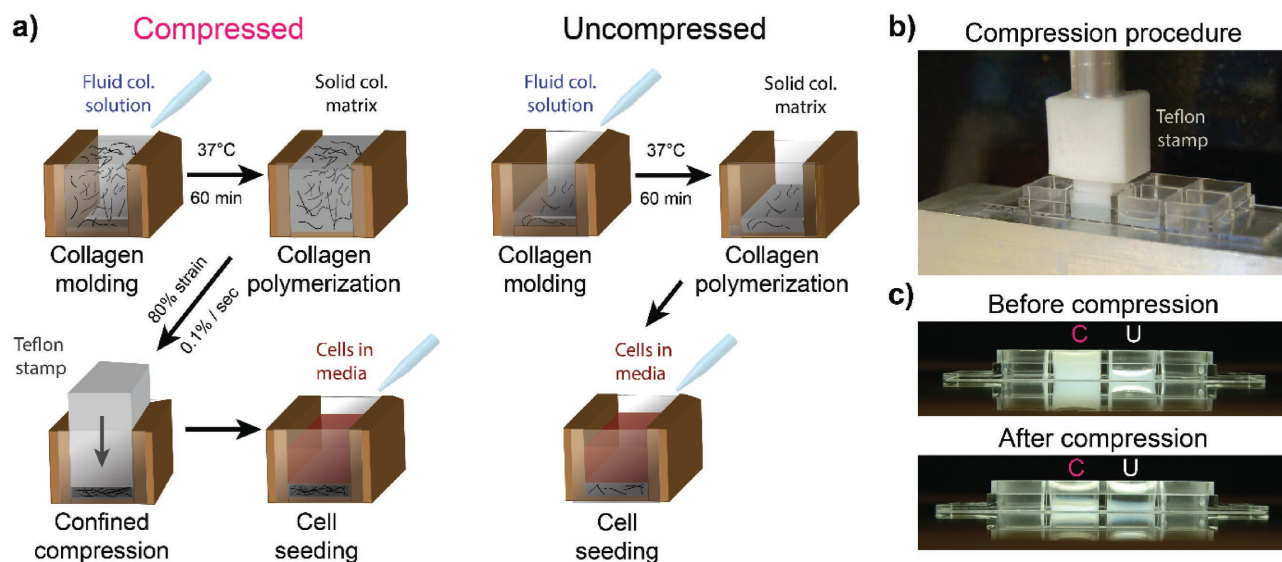 a)
Compressed
Fluid col.
solution
Solid col.
matrix
37°C
60 min
Collagen
molding
Collagen
polymerization
80% strain
0.1% / sec
Teflon
stamp
Confined
compression
Cells in
media
Cell
seeding
Uncompressed
Fluid col.
solution
Solid col.
matrix
37°C
60 min
Collagen
molding
Collagen
polymerization
Cells in
media
Cell
seeding
b)
Compression procedure
Teflon
stamp
c)
Before compression
C U
After compression
C U